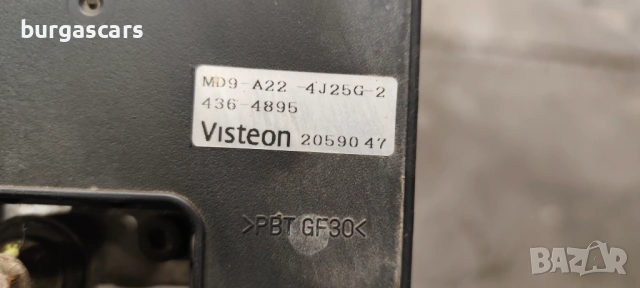 burgascars
MD9-A22 -4J25G-2
436-4895
Visteon 2059047
>PBT GF30<
BAZAR